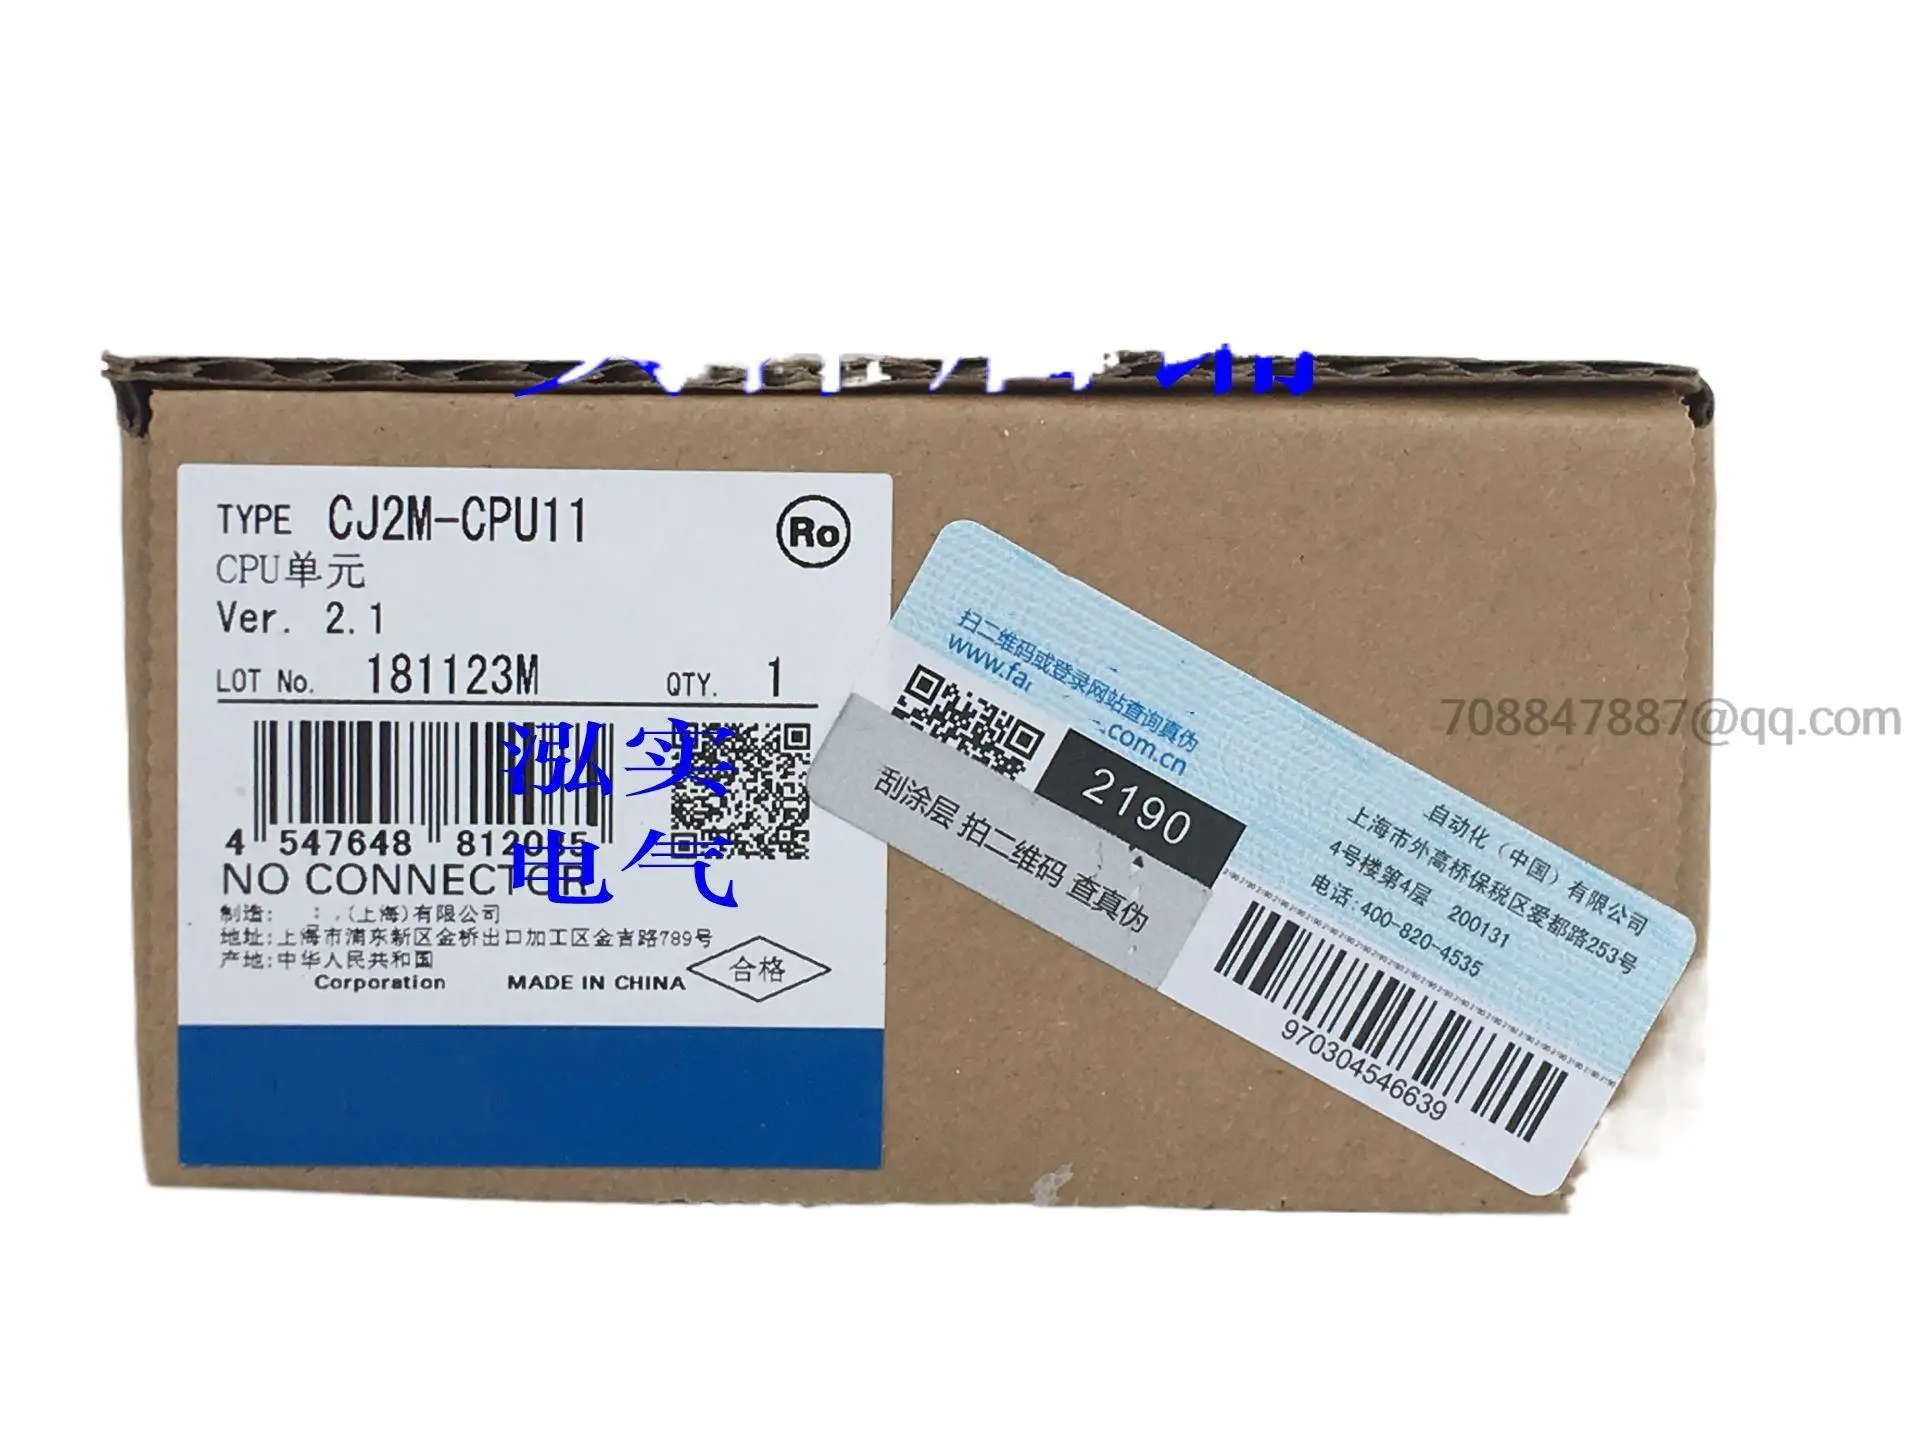 TYPE CJ2M-CPU11
Ro
CPU单元
Ver. 2.1
LOT No. 181123M QTY. 1
泓实
电气
4 547648
NO CONNECTOR
制造: (上海)有限公司
地址:上海市浦东新区金桥出口加工区金吉路789号
产地:中华人民共和国
Corporation MADE IN CHINA
合格
扫二维码或登录网站查询真伪
www.fa
.com.cn
2190
刮涂层 拍二维码 查真伪
自动化（中国）有限公司
上海市外高桥保税区爱都路253号
4号楼第4层 200131
电话:400-820-4535
970304546639
708847887@qq.com